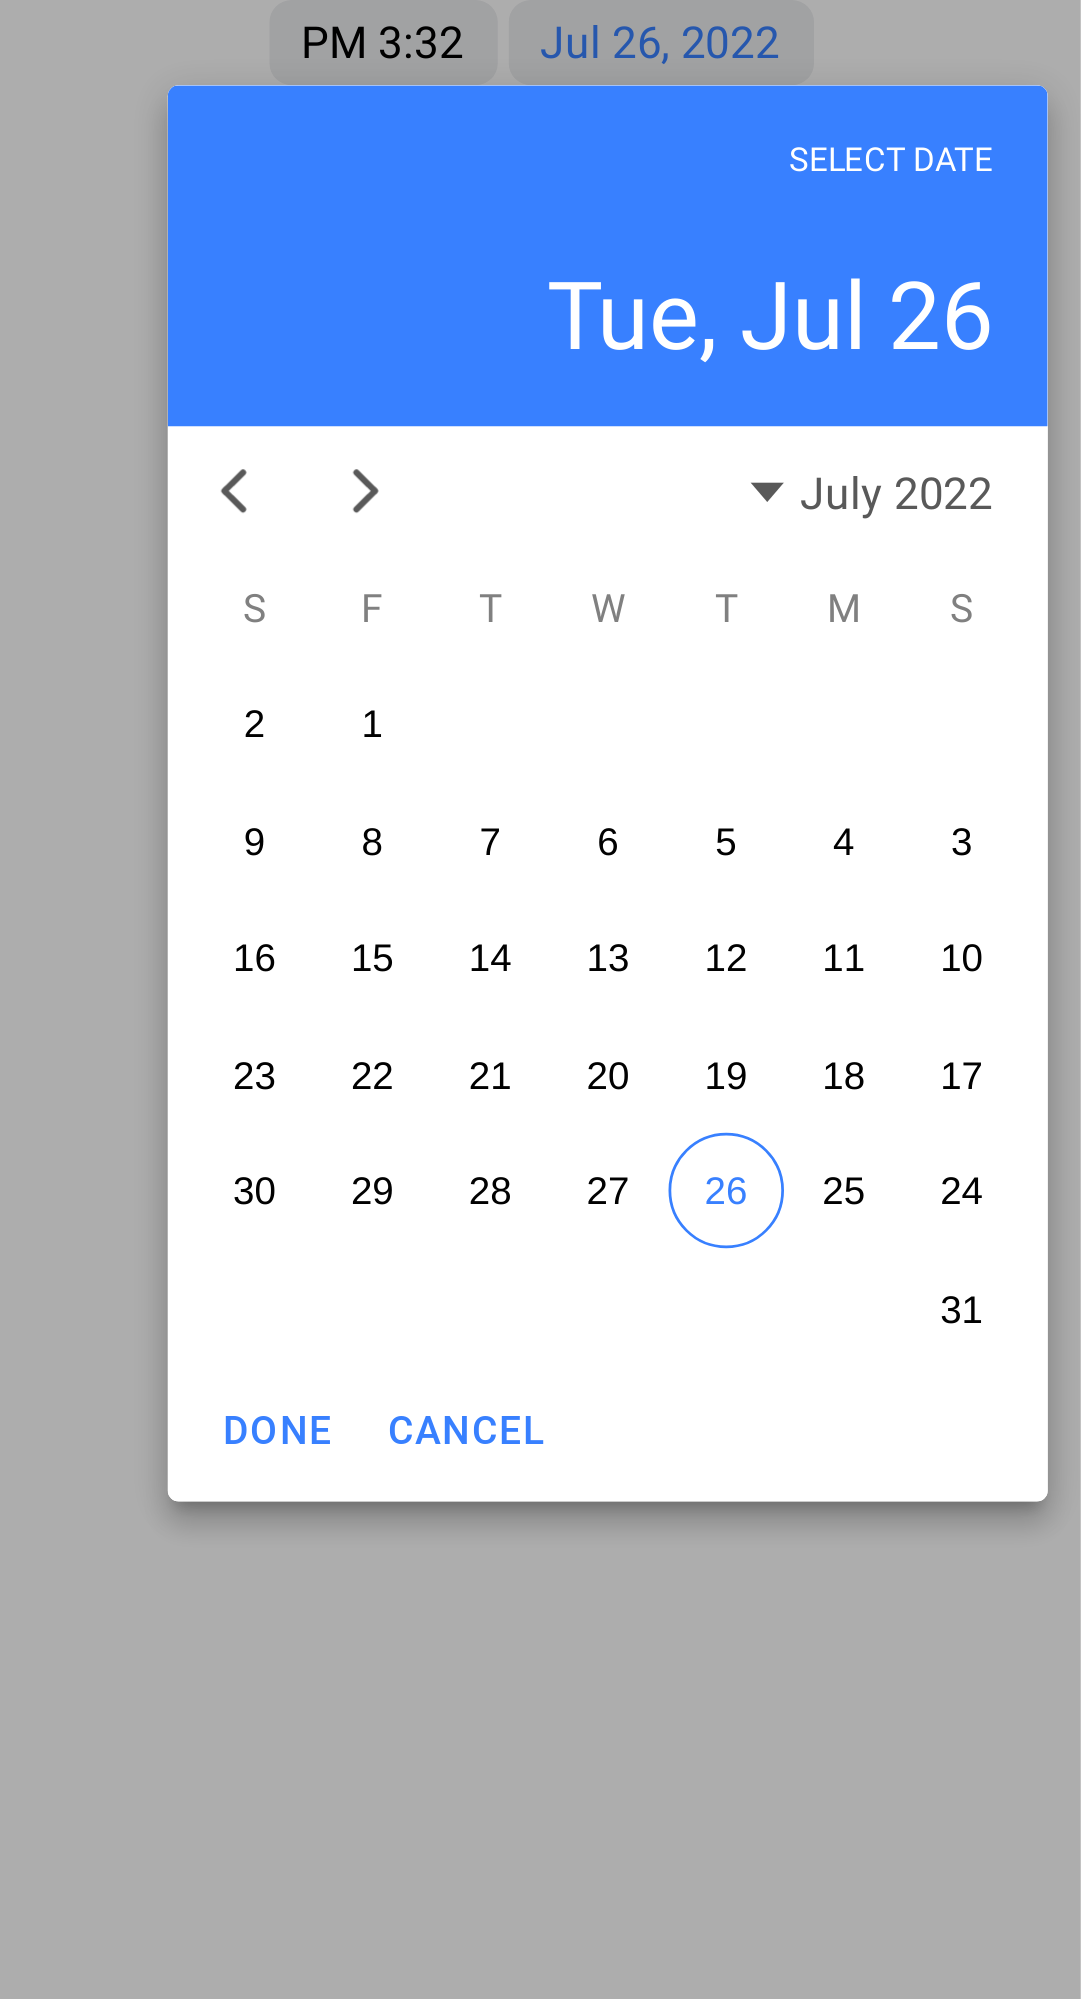 PM 3:32 Jul 26, 2022
SELECT DATE
Tue, Jul 26
July 2022
S F T W T M S
2 1
9 8 7 6 5 4 3
16 15 14 13 12 11 10
23 22 21 20 19 18 17
30 29 28 27 26 25 24
31
DONE CANCEL